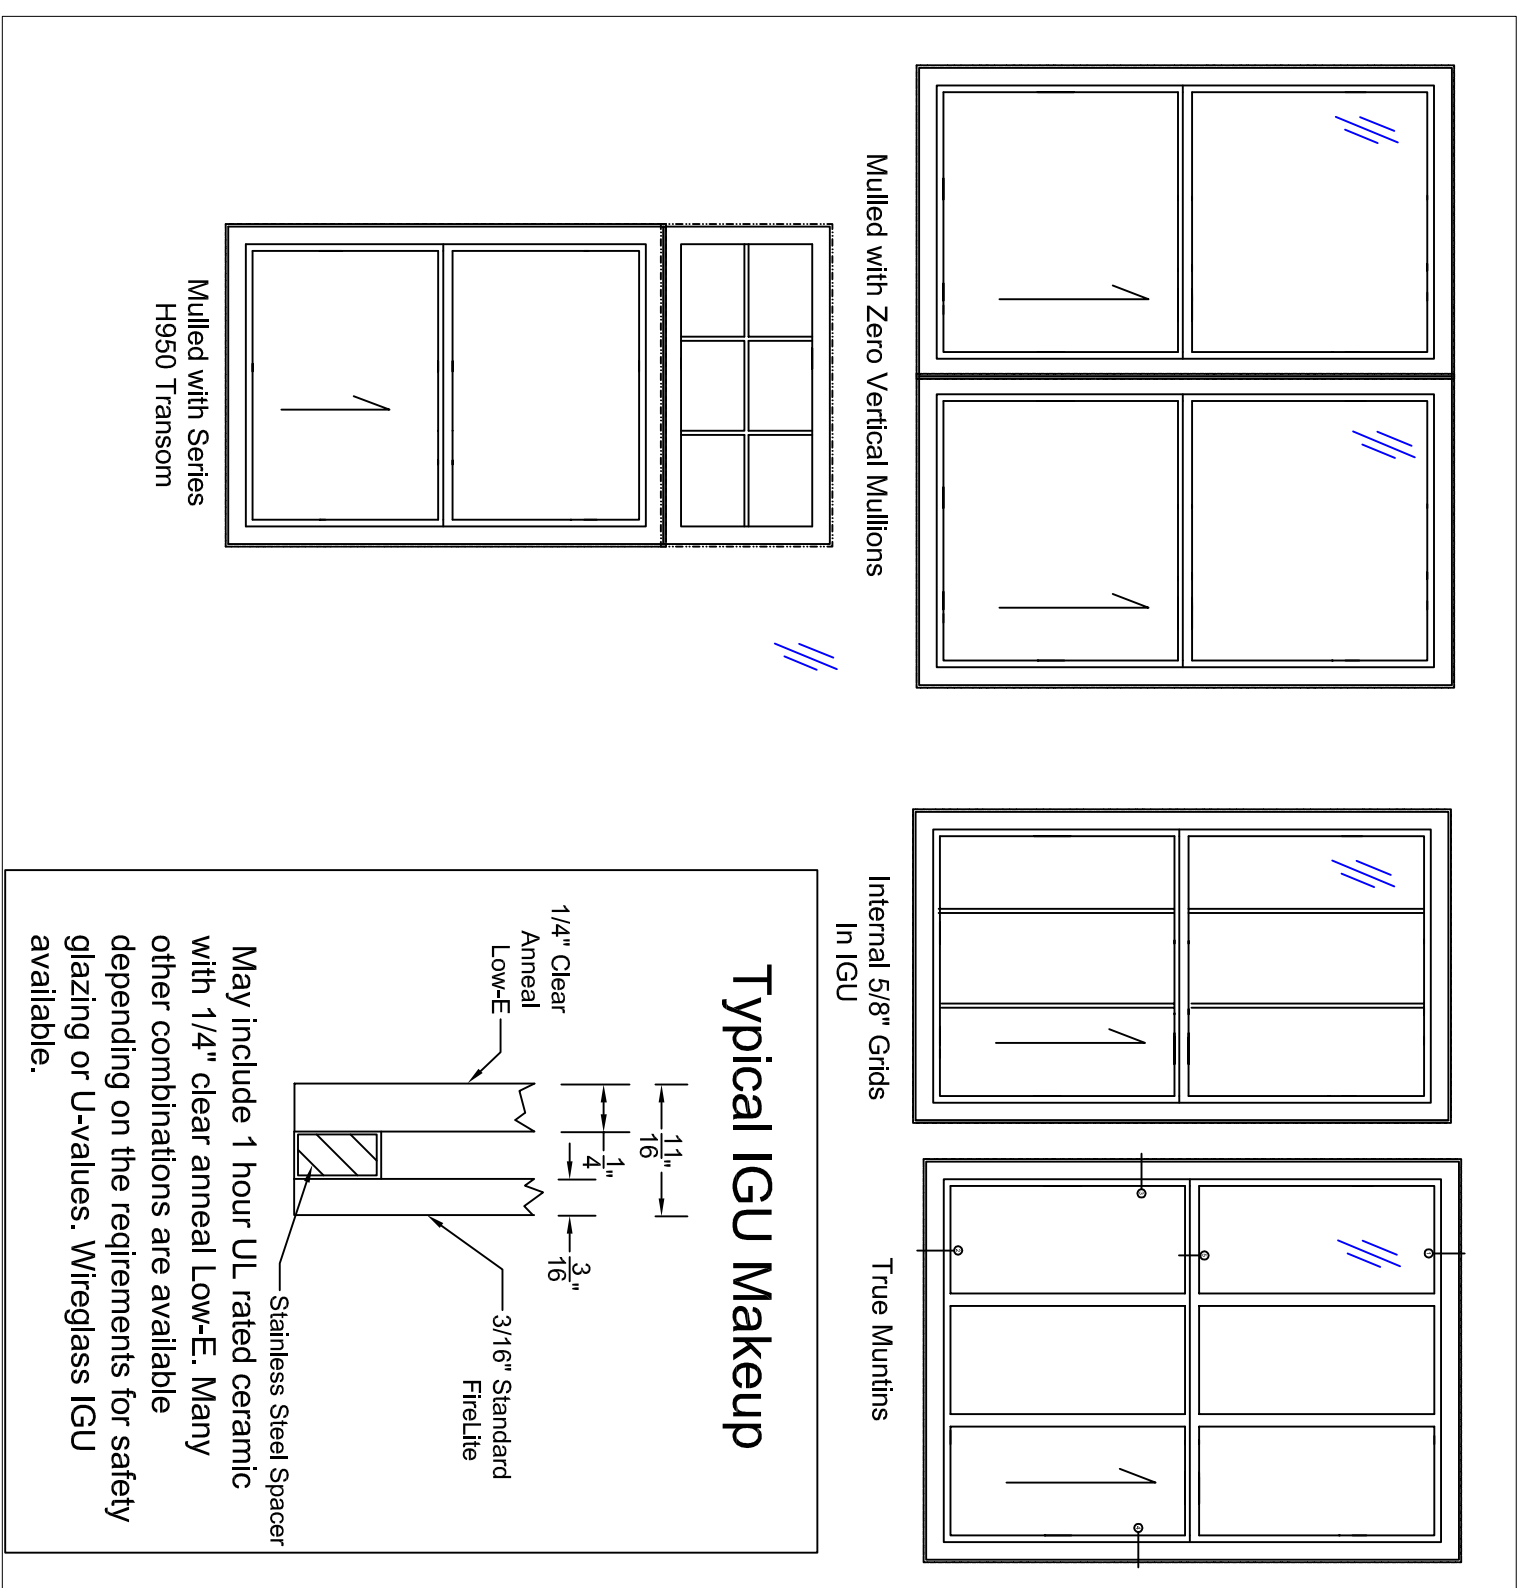 Mulled with Zero Vertical Mullions
Internal 5/8" Grids
In IGU
True Muntins
Mulled with Series
H950 Transom
Typical IGU Makeup
11"
16
1"
4
3"
16
1/4" Clear
Anneal
Low-E
3/16" Standard
FireLite
Stainless Steel Spacer
May include 1 hour UL rated ceramic
with 1/4" clear anneal Low-E. Many
other combinations are available
depending on the reqirements for safety
glazing or U-values. Wireglass IGU
available.